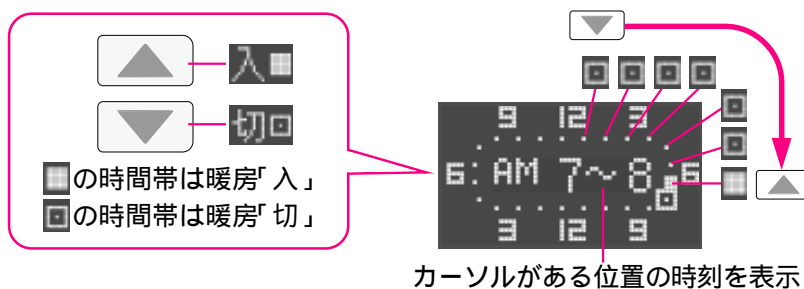 入
切
の時間帯は暖房「入」
の時間帯は暖房「切」
9 12 3
6 AM 7～8 6
3 12 9
カーソルがある位置の時刻を表示